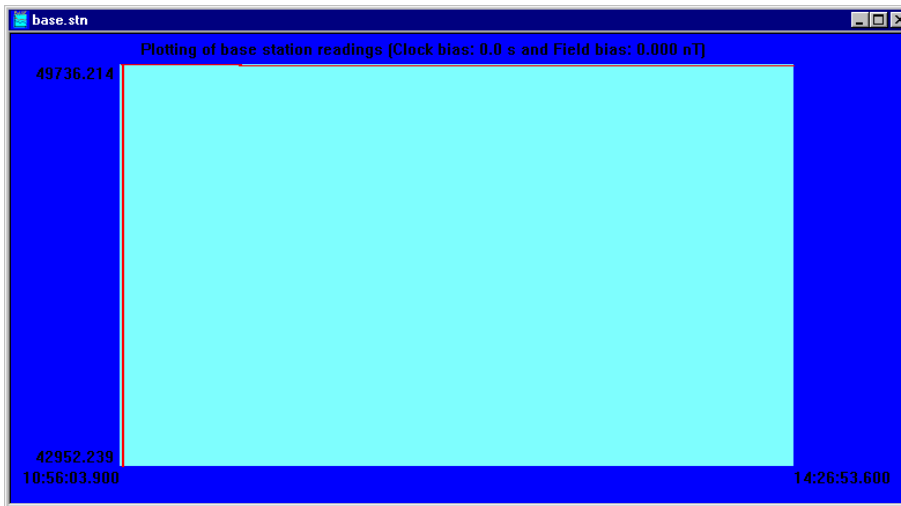 base.stn
Plotting of base station readings (Clock bias: 0.0 s and Field bias: 0.000 nT)
49736.214
42952.239
10:56:03.900
14:26:53.600